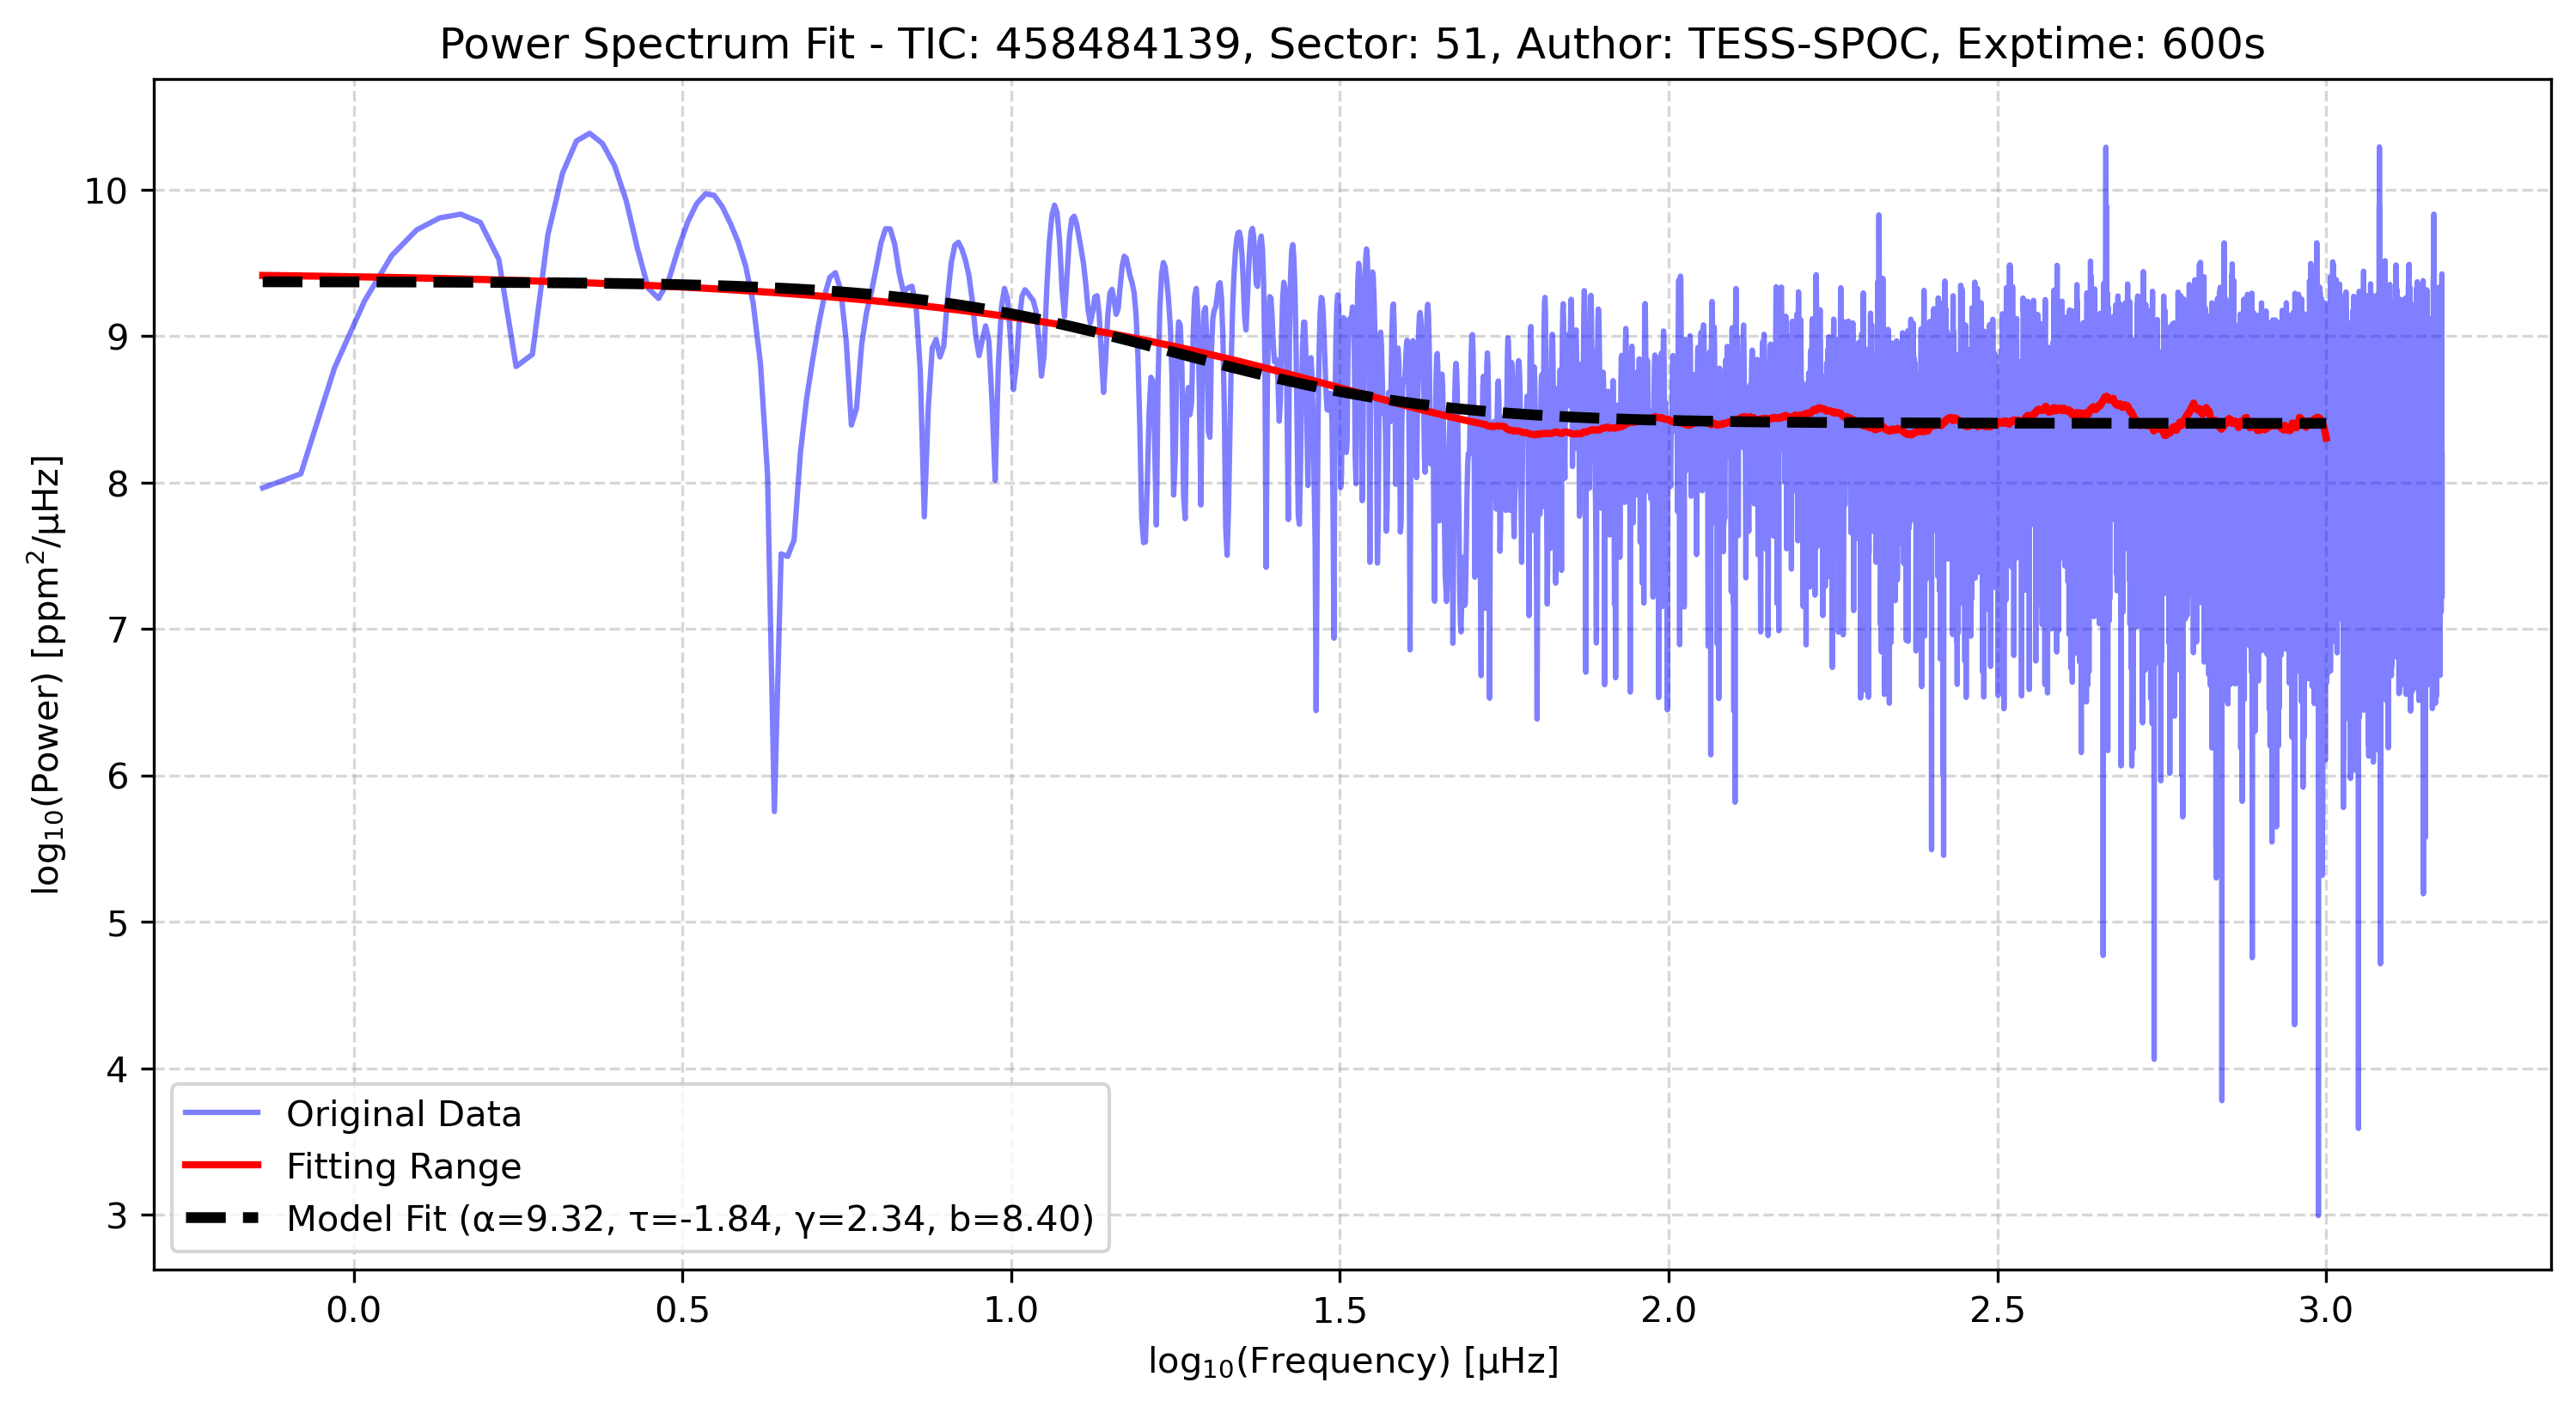 Power Spectrum Fit - TIC: 458484139, Sector: 51, Author: TESS-SPOC, Exptime: 600s
log₁₀(Power) [ppm²/μHz]
10
9
8
7
6
5
4
3
Original Data
Fitting Range
Model Fit (α=9.32, τ=-1.84, γ=2.34, b=8.40)
0.0 0.5 1.0 1.5 2.0 2.5 3.0
log₁₀(Frequency) [μHz]